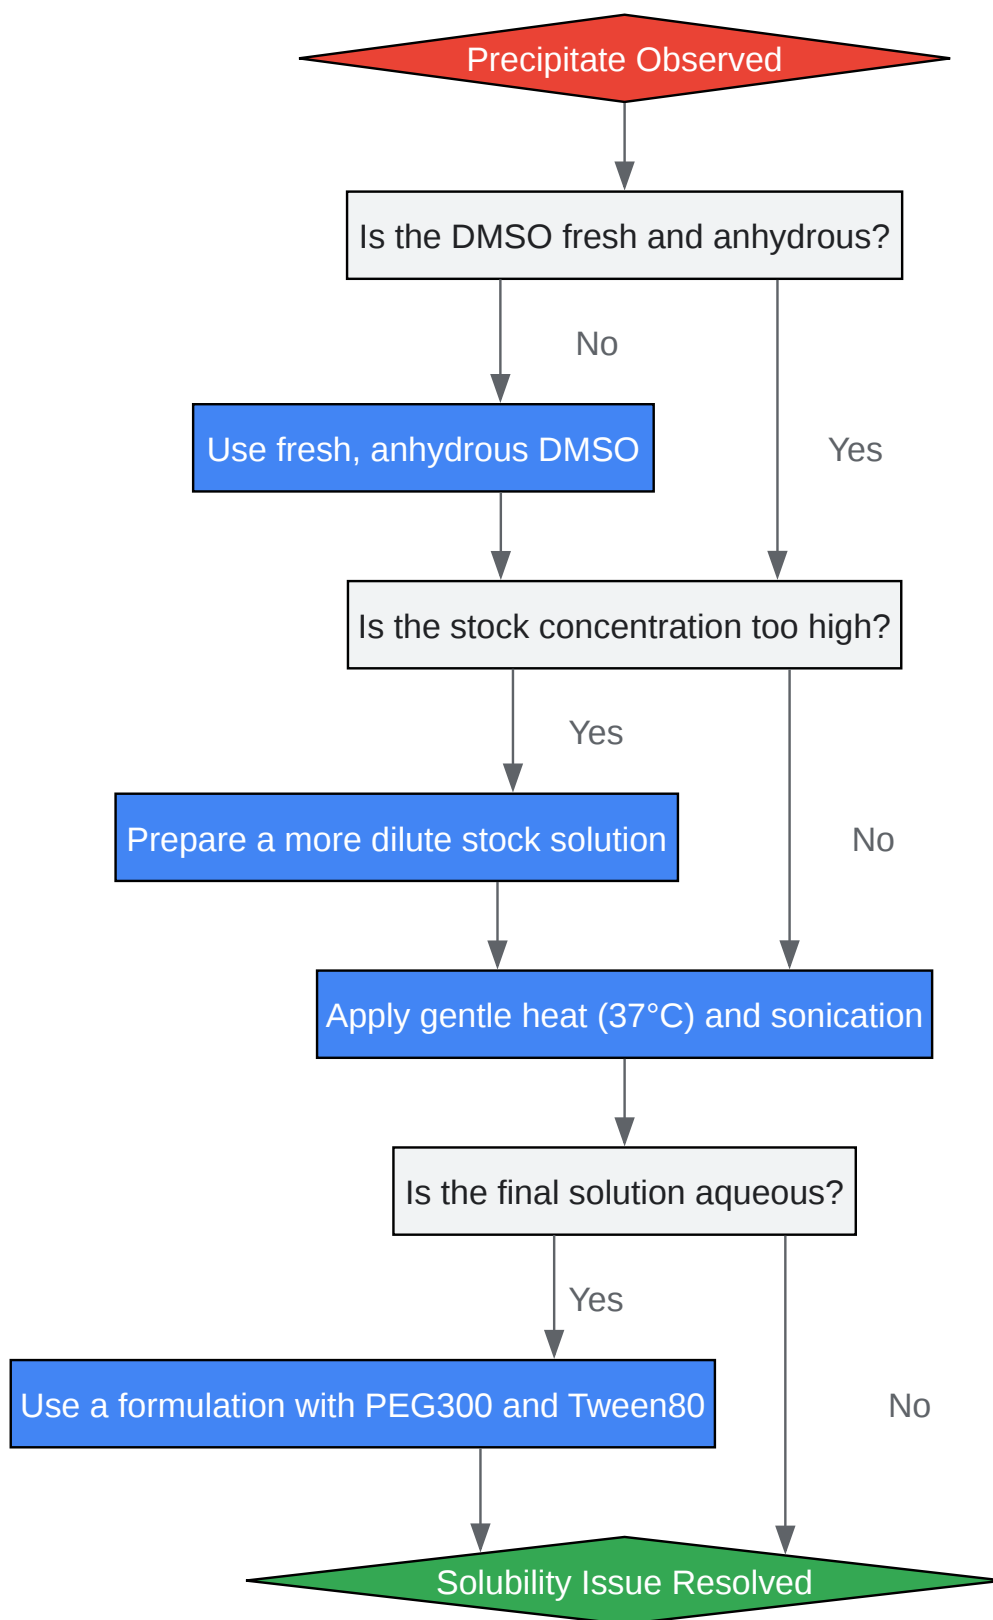 Precipitate Observed
Is the DMSO fresh and anhydrous?
No
Use fresh, anhydrous DMSO
Yes
Is the stock concentration too high?
Yes
Prepare a more dilute stock solution
No
Apply gentle heat (37°C) and sonication
Is the final solution aqueous?
Yes
Use a formulation with PEG300 and Tween80
No
Solubility Issue Resolved